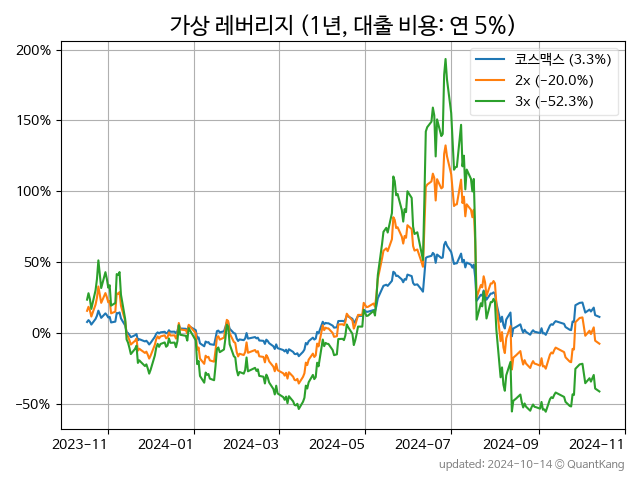 가상 레버리지 (1년, 대출 비용: 연 5%)
200%
150%
100%
50%
0%
−50%
코스맥스 (3.3%)
2x (−20.0%)
3x (−52.3%)
2023-11
2024-01
2024-03
2024-05
2024-07
2024-09
2024-11
updated: 2024-10-14 © QuantKang